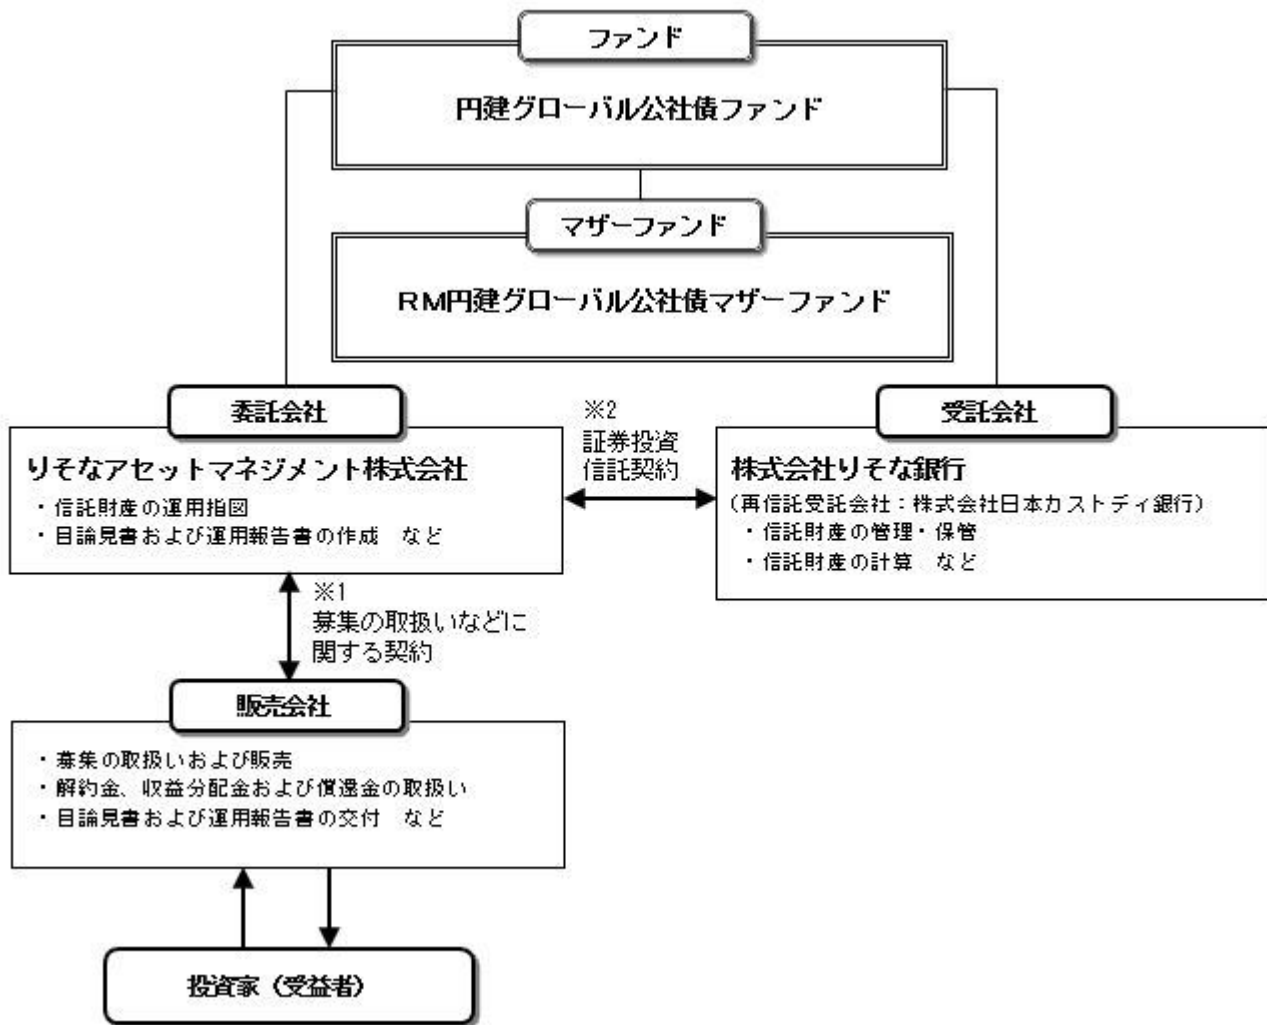 ファンド
円建グローバル公社債ファンド
マザーファンド
RM円建グローバル公社債マザーファンド
委託会社
りそなアセットマネジメント株式会社
・信託財産の運用指図
・目論見書および運用報告書の作成 など
※2
証券投資
信託契約
受託会社
株式会社りそな銀行
(再信託受託会社:株式会社日本カストディ銀行)
・信託財産の管理・保管
・信託財産の計算 など
※1
募集の取扱いなどに
関する契約
販売会社
・募集の取扱いおよび販売
・解約金、収益分配金および償還金の取扱い
・目論見書および運用報告書の交付 など
投資家(受益者)